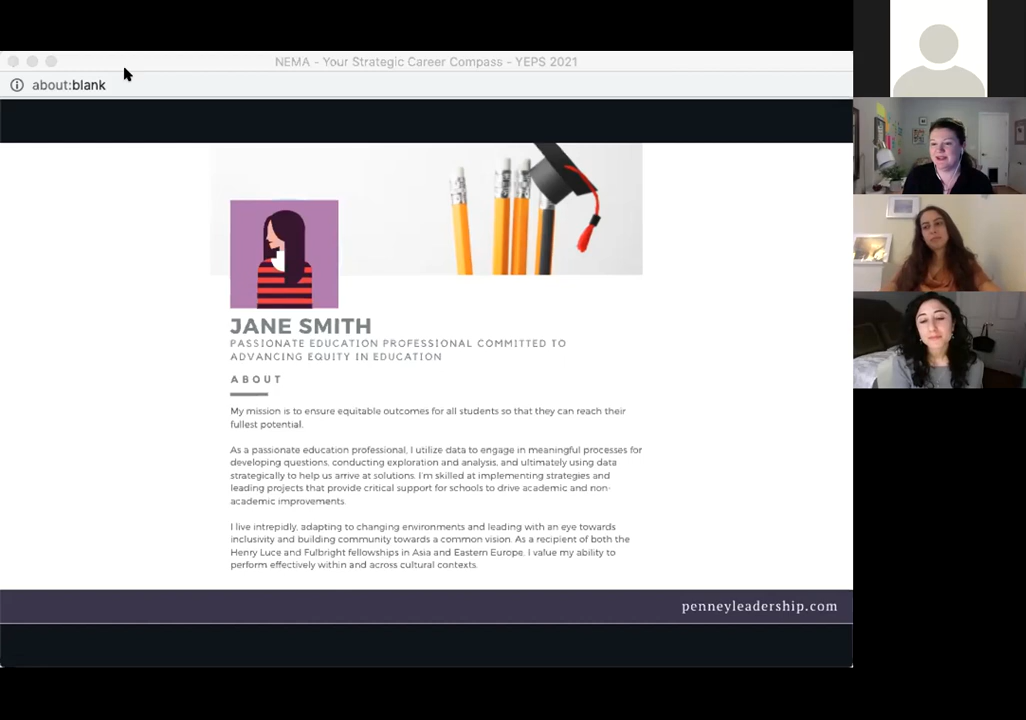 NEMA - Your Strategic Career Compass - YEPS 2021
about:blank
JANE SMITH
PASSIONATE EDUCATION PROFESSIONAL COMMITTED TO
ADVANCING EQUITY IN EDUCATION
ABOUT
My mission is to ensure equitable outcomes for all students so that they can reach their
fullest potential.
As a passionate education professional, I utilize data to engage in meaningful processes for
developing questions, conducting exploration and analysis, and ultimately using data
strategically to help us arrive at solutions. I'm skilled at implementing strategies and
leading projects that provide critical support for schools to drive academic and non-
academic improvements.
I live intrepidly, adapting to changing environments and leading with an eye towards
inclusivity and building community towards a common vision. As a recipient of both the
Henry Luce and Fulbright fellowships in Asia and Eastern Europe, I value my ability to
perform effectively within and across cultural contexts.
penneyleadership.com